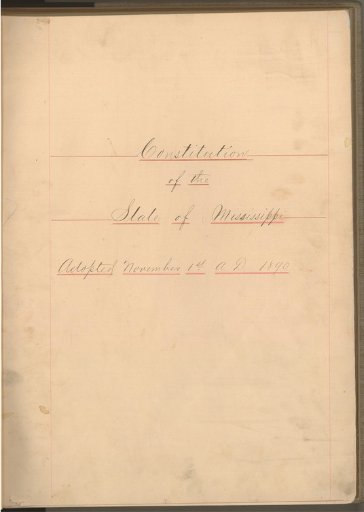 Constitution
of the
State of Mississippi
Adopted November 1st A D 1890